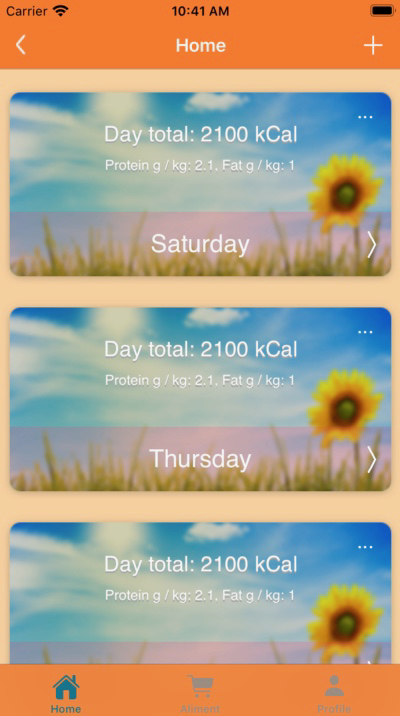 Carrier 10:41 AM
Home
Day total: 2100 kCal
Protein g / kg: 2.1, Fat g / kg: 1
Saturday
Day total: 2100 kCal
Protein g / kg: 2.1, Fat g / kg: 1
Thursday
Day total: 2100 kCal
Protein g / kg: 2.1, Fat g / kg: 1
Home Aliment Profile